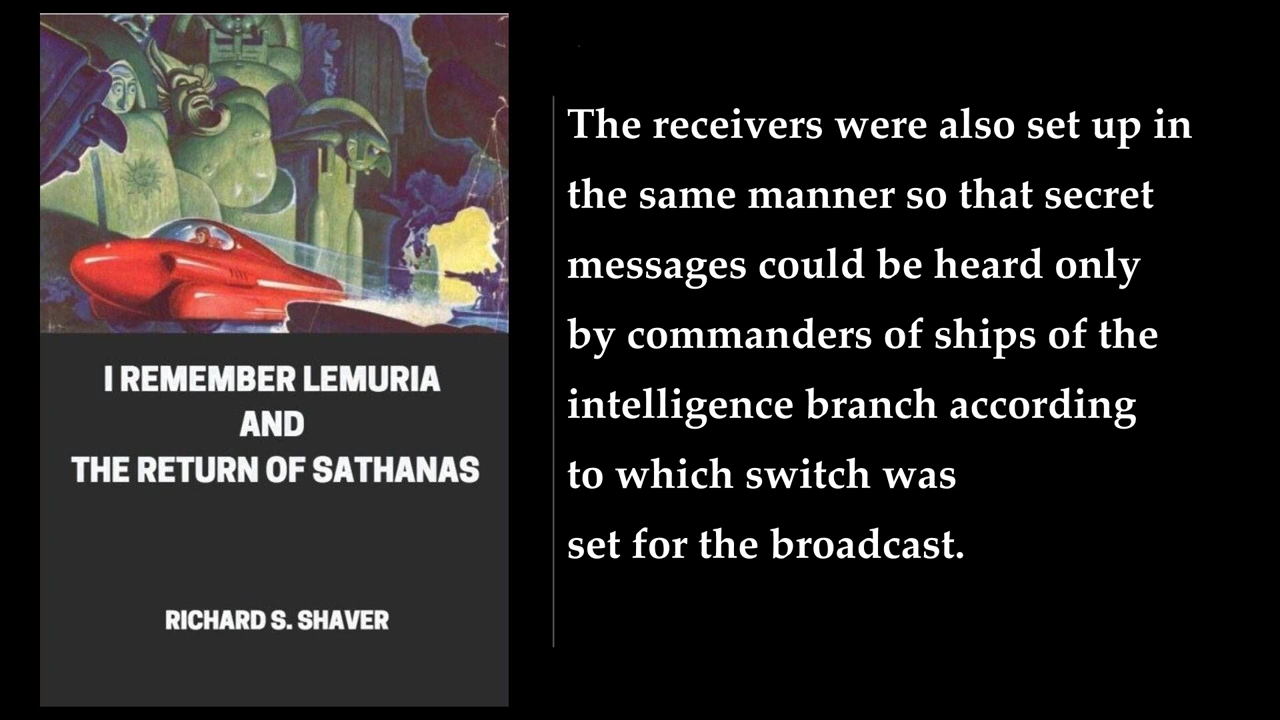 I REMEMBER LEMURIA
AND
THE RETURN OF SATHANAS
RICHARD S. SHAVER
The receivers were also set up in
the same manner so that secret
messages could be heard only
by commanders of ships of the
intelligence branch according
to which switch was
set for the broadcast.